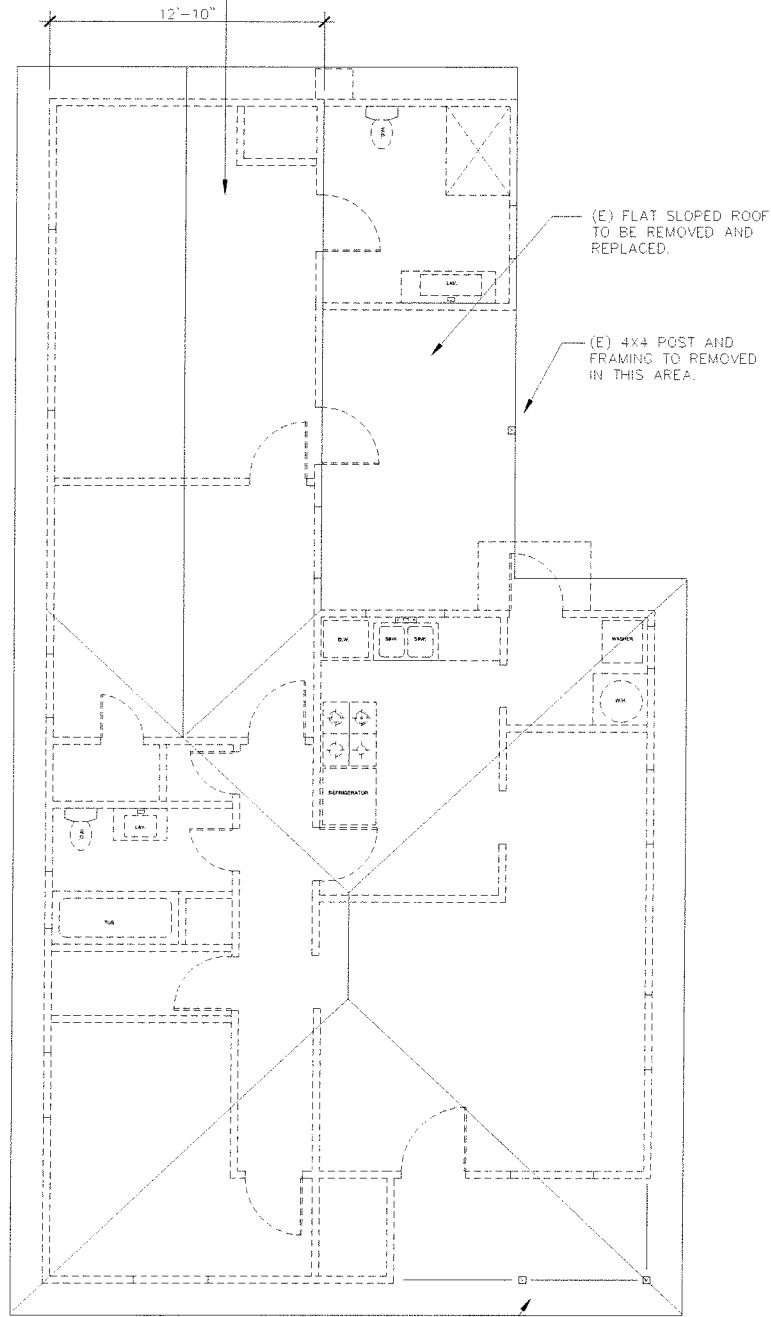 12'-10"
W.C.
(E) FLAT SLOPED ROOF
TO BE REMOVED AND
REPLACED.
LAV.
(E) 4X4 POST AND
FRAMING TO REMOVED
IN THIS AREA.
D.W.
SINK
SINK
WASHER
W.H.
REFRIGERATOR
W.C.
LAV.
TUB